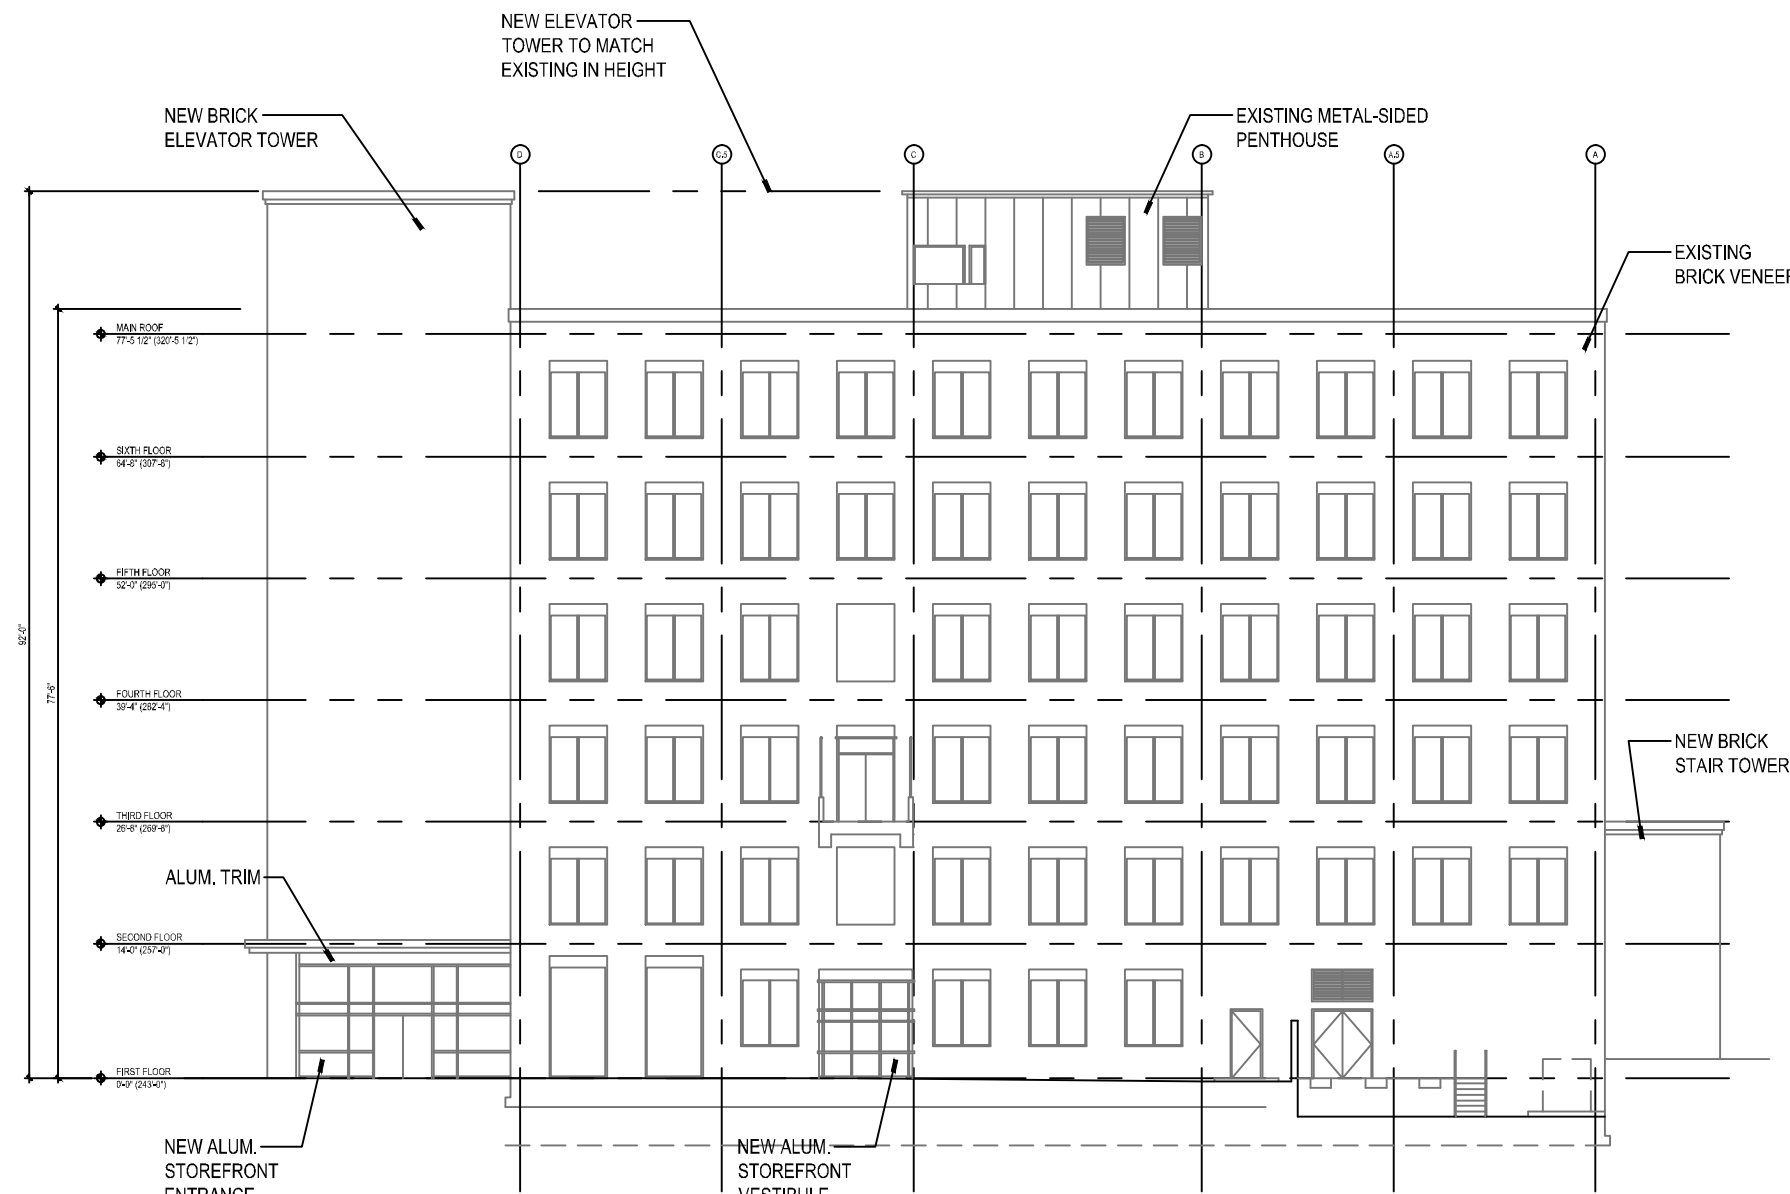 NEW ELEVATOR
TOWER TO MATCH
EXISTING IN HEIGHT
NEW BRICK
ELEVATOR TOWER
EXISTING METAL-SIDED
PENTHOUSE
D
C.5
C
B
A.5
A
EXISTING
BRICK VENEER
MAIN ROOF
77'-5 1/2" (320'-5 1/2")
SIXTH FLOOR
64'-8" (307'-8")
FIFTH FLOOR
52'-0" (295'-0")
92'-0"
77'-6"
FOURTH FLOOR
39'-4" (282'-4")
NEW BRICK
STAIR TOWER
THIRD FLOOR
26'-8" (269'-8")
ALUM. TRIM
SECOND FLOOR
14'-0" (257'-0")
FIRST FLOOR
0'-0" (243'-0")
NEW ALUM.
STOREFRONT
ENTRANCE
NEW ALUM.
STOREFRONT
VESTIBULE